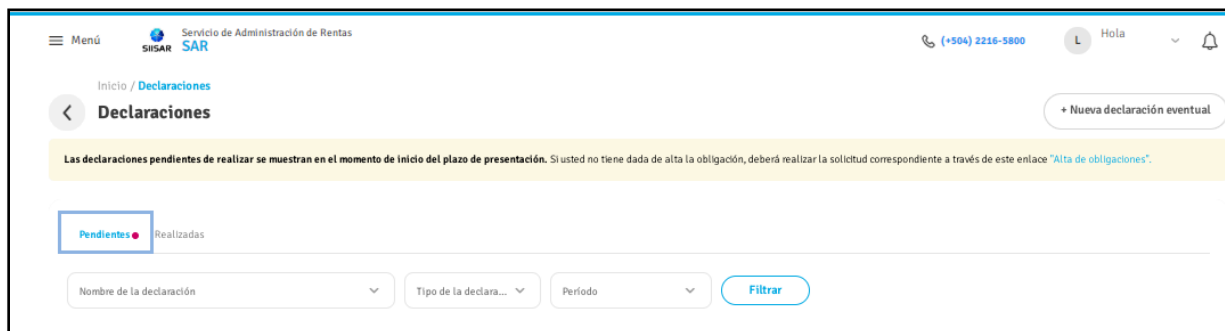 Menú
SIISAR
Servicio de Administración de Rentas
SAR
(+504) 2216-5800
L
Hola
Inicio / Declaraciones
Declaraciones
+ Nueva declaración eventual
Las declaraciones pendientes de realizar se muestran en el momento de inicio del plazo de presentación. Si usted no tiene dada de alta la obligación, deberá realizar la solicitud correspondiente a través de este enlace "Alta de obligaciones".
Pendientes Realizadas
Nombre de la declaración
Tipo de la declara...
Período
Filtrar